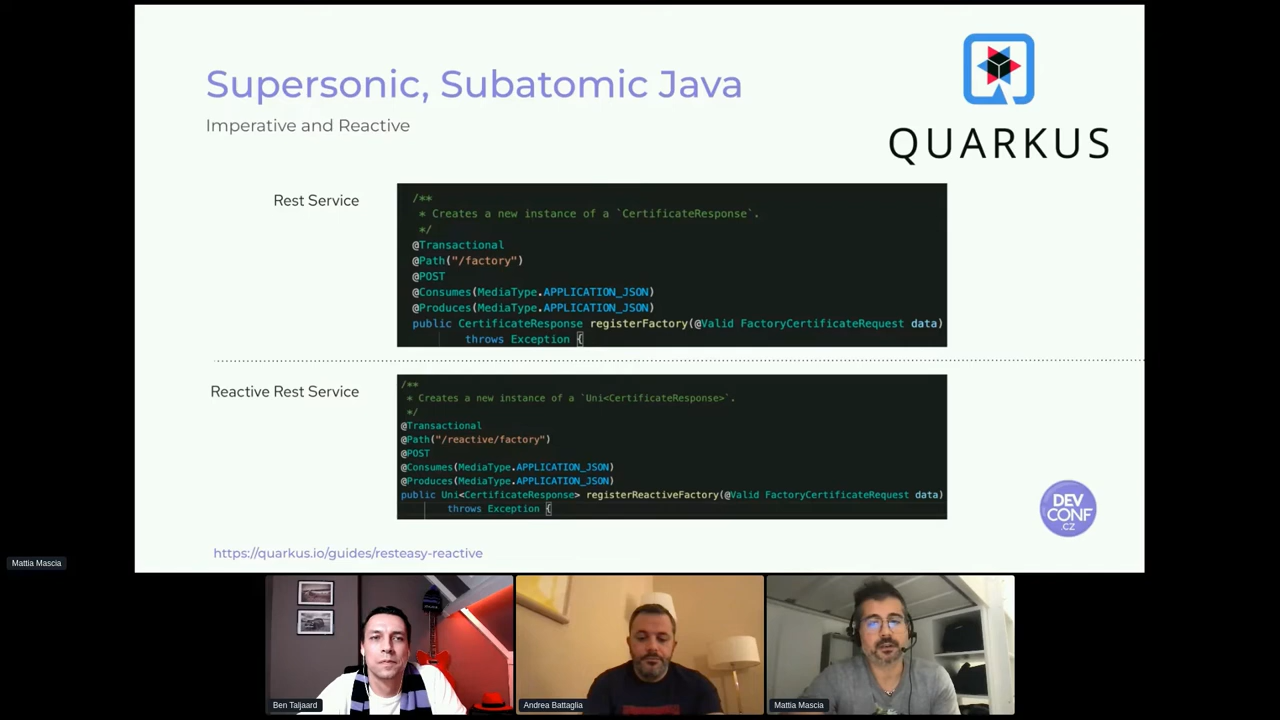 Supersonic, Subatomic Java
Imperative and Reactive
QUARKUS
Rest Service
/**
* Creates a new instance of a `CertificateResponse`.
*/
@Transactional
@Path("/factory")
@POST
@Consumes(MediaType.APPLICATION_JSON)
@Produces(MediaType.APPLICATION_JSON)
public CertificateResponse registerFactory(@Valid FactoryCertificateRequest data)
throws Exception {
Reactive Rest Service
/**
* Creates a new instance of a `Uni<CertificateResponse>`.
*/
@Transactional
@Path("/reactive/factory")
@POST
@Consumes(MediaType.APPLICATION_JSON)
@Produces(MediaType.APPLICATION_JSON)
public Uni<CertificateResponse> registerReactiveFactory(@Valid FactoryCertificateRequest data)
throws Exception {
DEV
CONF
.CZ
https://quarkus.io/guides/resteasy-reactive
Mattia Mascia
Ben Taljaard
Andrea Battaglia
Mattia Mascia